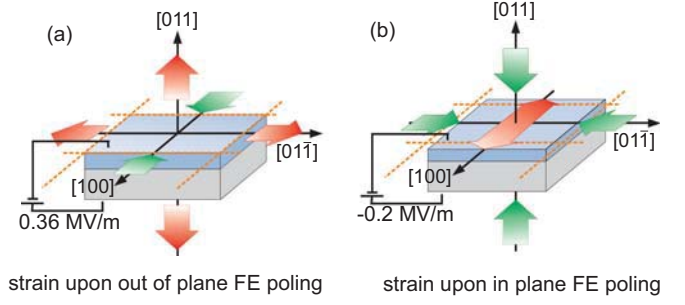 (a)
[011]
[011̅]
[100]
0.36 MV/m
strain upon out of plane FE poling
(b)
[011]
[011̅]
[100]
-0.2 MV/m
strain upon in plane FE poling